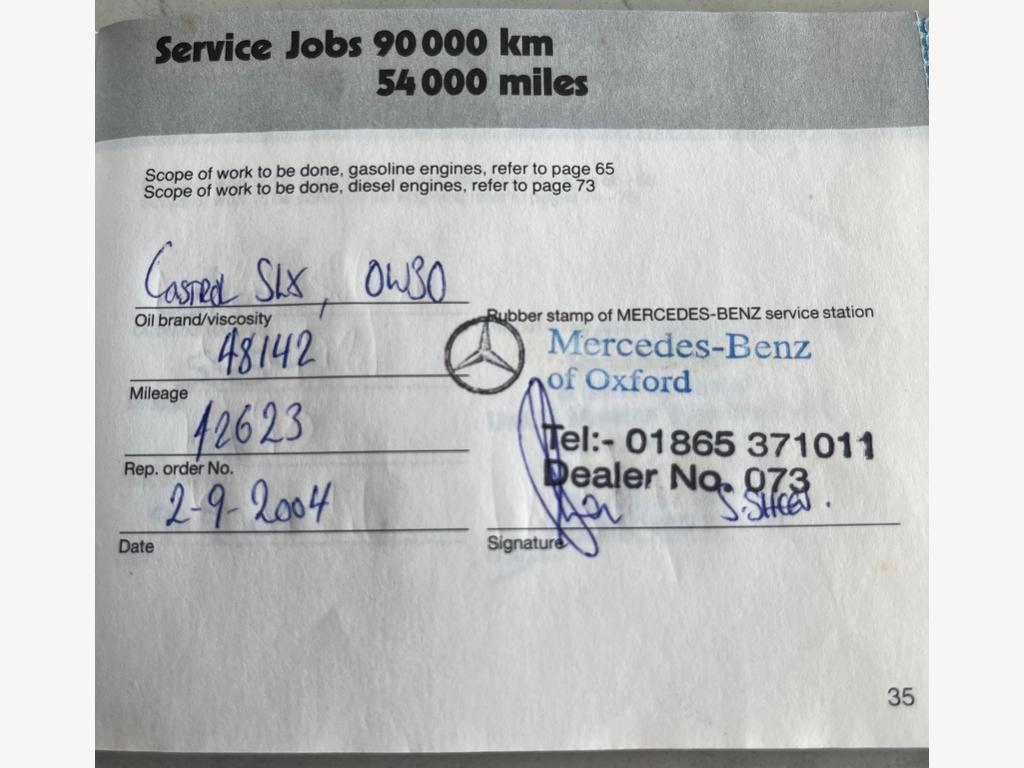 Service Jobs 90 000 km
54 000 miles
Scope of work to be done, gasoline engines, refer to page 65
Scope of work to be done, diesel engines, refer to page 73
Castrol SLX, 0W30
Oil brand/viscosity
48142
Mileage
12623
Rep. order No.
2-9-2004
Date
Rubber stamp of MERCEDES-BENZ service station
Mercedes-Benz
of Oxford
Tel:- 01865 371011
Dealer No. 073
S. SHEEN.
Signature
35